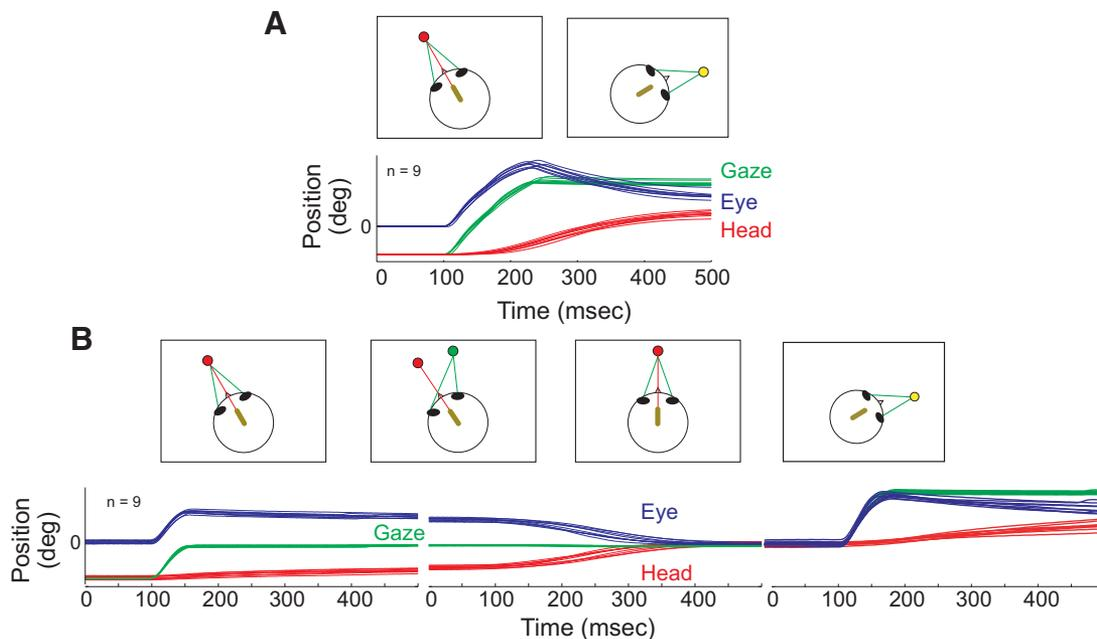 A
n = 9
Position
(deg)
0
Gaze
Eye
Head
0 100 200 300 400 500
Time (msec)
B
n = 9
Position
(deg)
0
Gaze
Eye
Head
0 100 200 300 400 0 100 200 300 400 0 100 200 300 400
Time (msec)